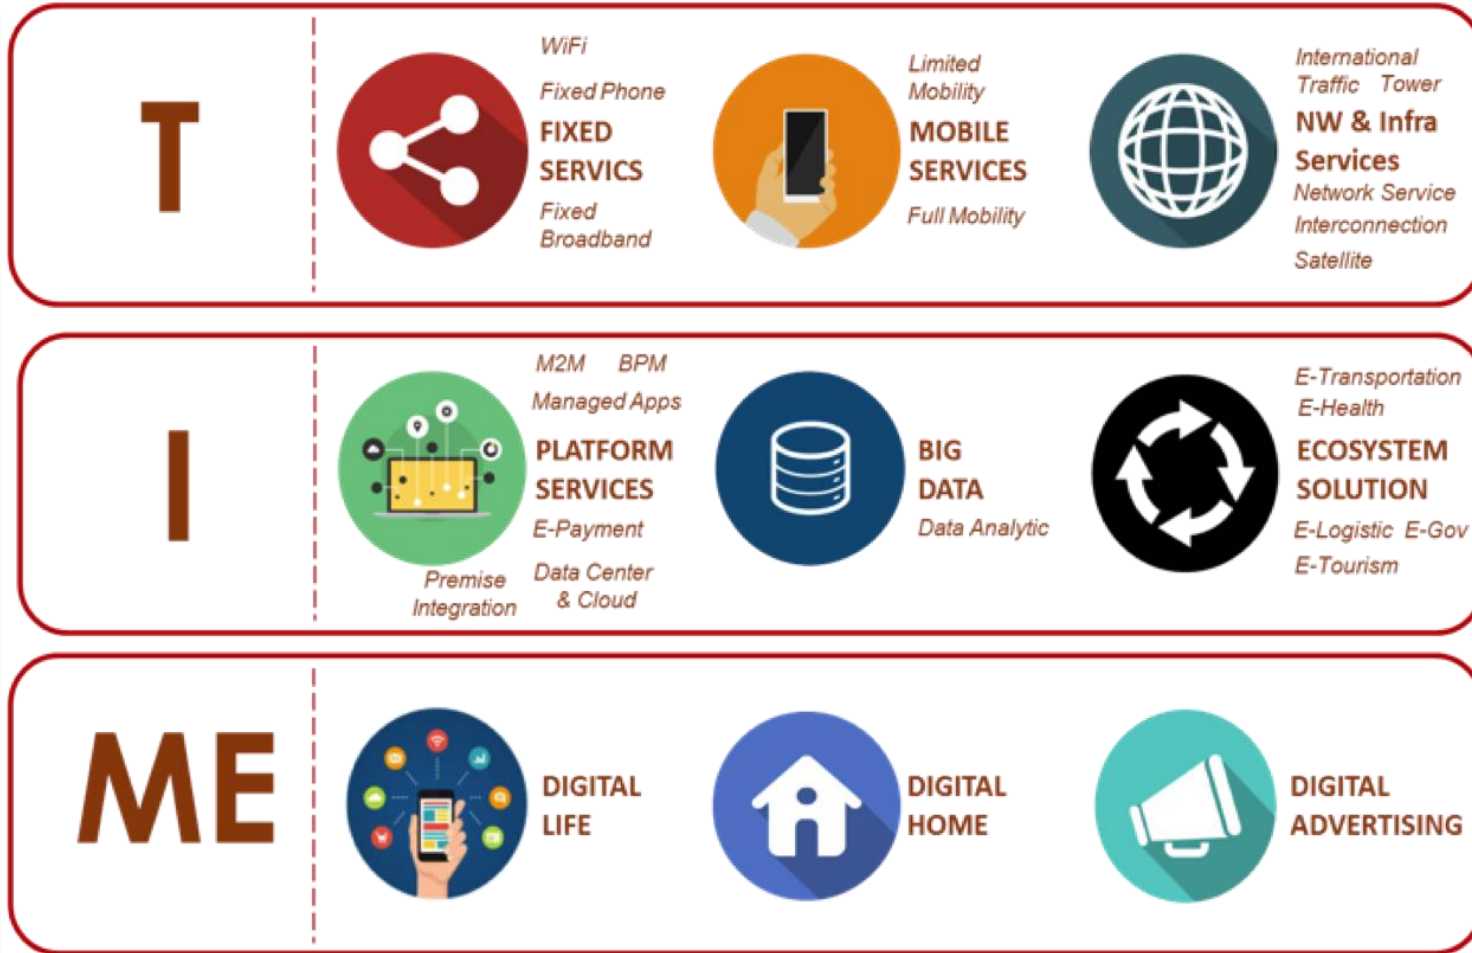 T
WiFi
Fixed Phone
FIXED
SERVICS
Fixed
Broadband
Limited
Mobility
MOBILE
SERVICES
Full Mobility
International
Traffic Tower
NW & Infra
Services
Network Service
Interconnection
Satellite
I
M2M BPM
Managed Apps
PLATFORM
SERVICES
E-Payment
Premise
Integration
Data Center
& Cloud
BIG
DATA
Data Analytic
E-Transportation
E-Health
ECOSYSTEM
SOLUTION
E-Logistic E-Gov
E-Tourism
ME
DIGITAL
LIFE
DIGITAL
HOME
DIGITAL
ADVERTISING